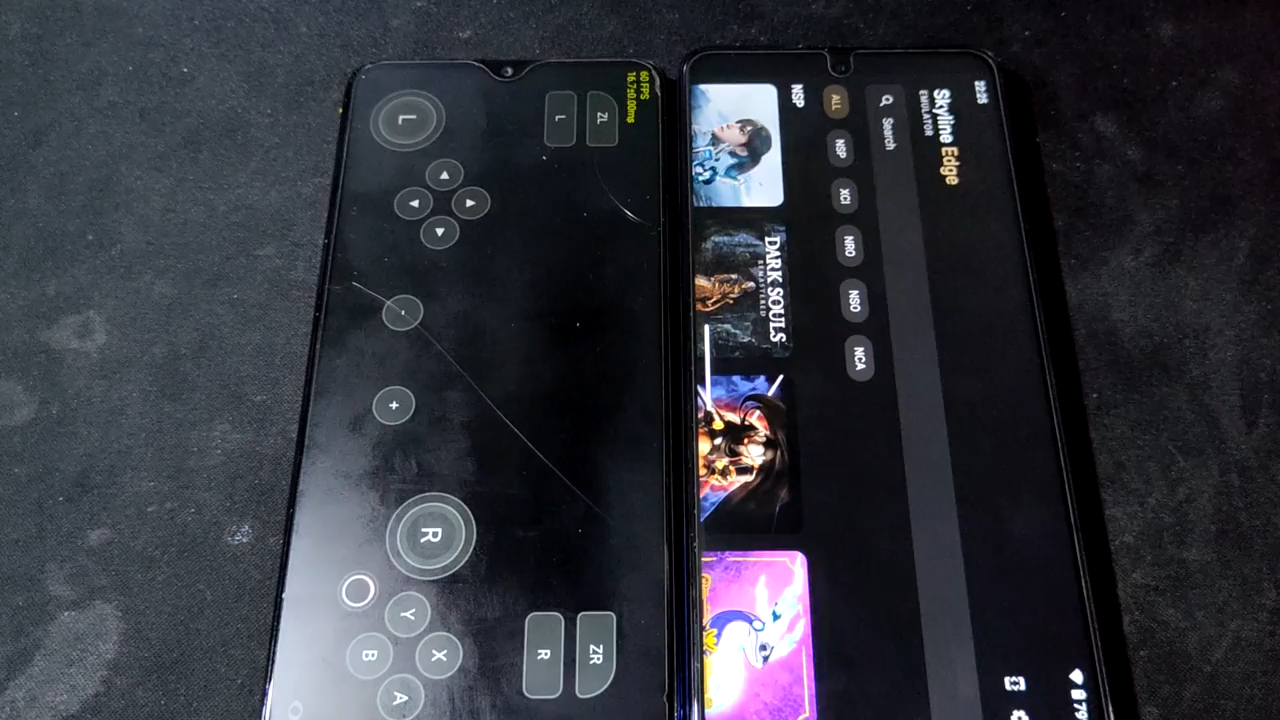 60 FPS
16.7±0.00ms
ZL
L
L
-
+
R
Y
B
X
A
R
ZR
22:25
Skyline Edge
EMULATOR
Search
ALL
NSP
XCI
NRO
NSO
NCA
NSP
DARK SOULS
REMASTERED
79